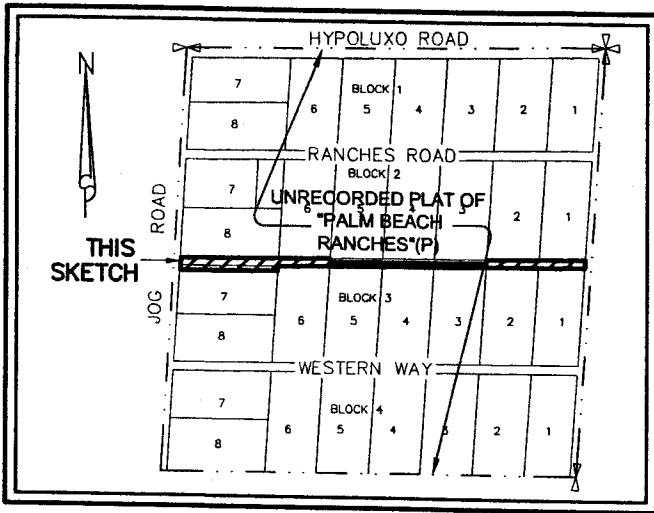 HYPOLUXO ROAD
N
BLOCK 1
7
8
6
5
4
3
2
1
RANCHES ROAD
BLOCK 2
7
8
6
5
2
1
UNRECORDED PLAT OF
"PALM BEACH
RANCHES"(P)
THIS
SKETCH
JOG ROAD
BLOCK 3
7
8
6
5
4
3
2
1
WESTERN WAY
BLOCK 4
7
8
6
5
4
3
2
1